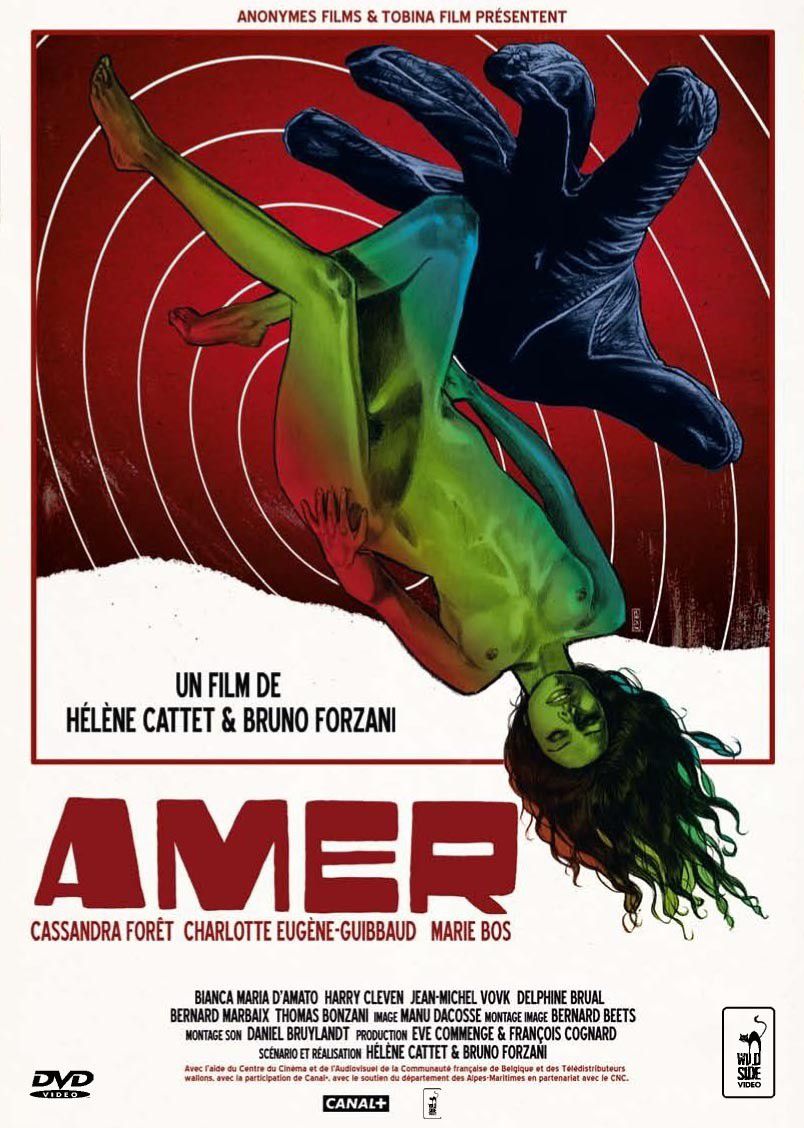 ANONYMES FILMS & TOBINA FILM PRÉSENTENT
UN FILM DE
HÉLÈNE CATTET & BRUNO FORZANI
AMER
CASSANDRA FORÊT CHARLOTTE EUGÈNE-GUIBBAUD MARIE BOS
BIANCA MARIA D'AMATO HARRY CLEVEN JEAN-MICHEL VOVK DELPHINE BRUAL
BERNARD MARBAIX THOMAS BONZANI IMAGE MANU DACOSSE MONTAGE IMAGE BERNARD BEETS
MONTAGE SON DANIEL BRUYLANDT PRODUCTION EVE COMMENGE & FRANÇOIS COGNARD
SCÉNARIO ET RÉALISATION HÉLÈNE CATTET & BRUNO FORZANI
Avec l'aide du Centre du Cinéma et de l'Audiovisuel de la Communauté française de Belgique et des Télédistributeurs
wallons, avec la participation de Canal+, avec le soutien du département des Alpes-Maritimes en partenariat avec le CNC.
DVD
VIDEO
CANAL+
WILD
SIDE
VIDEO